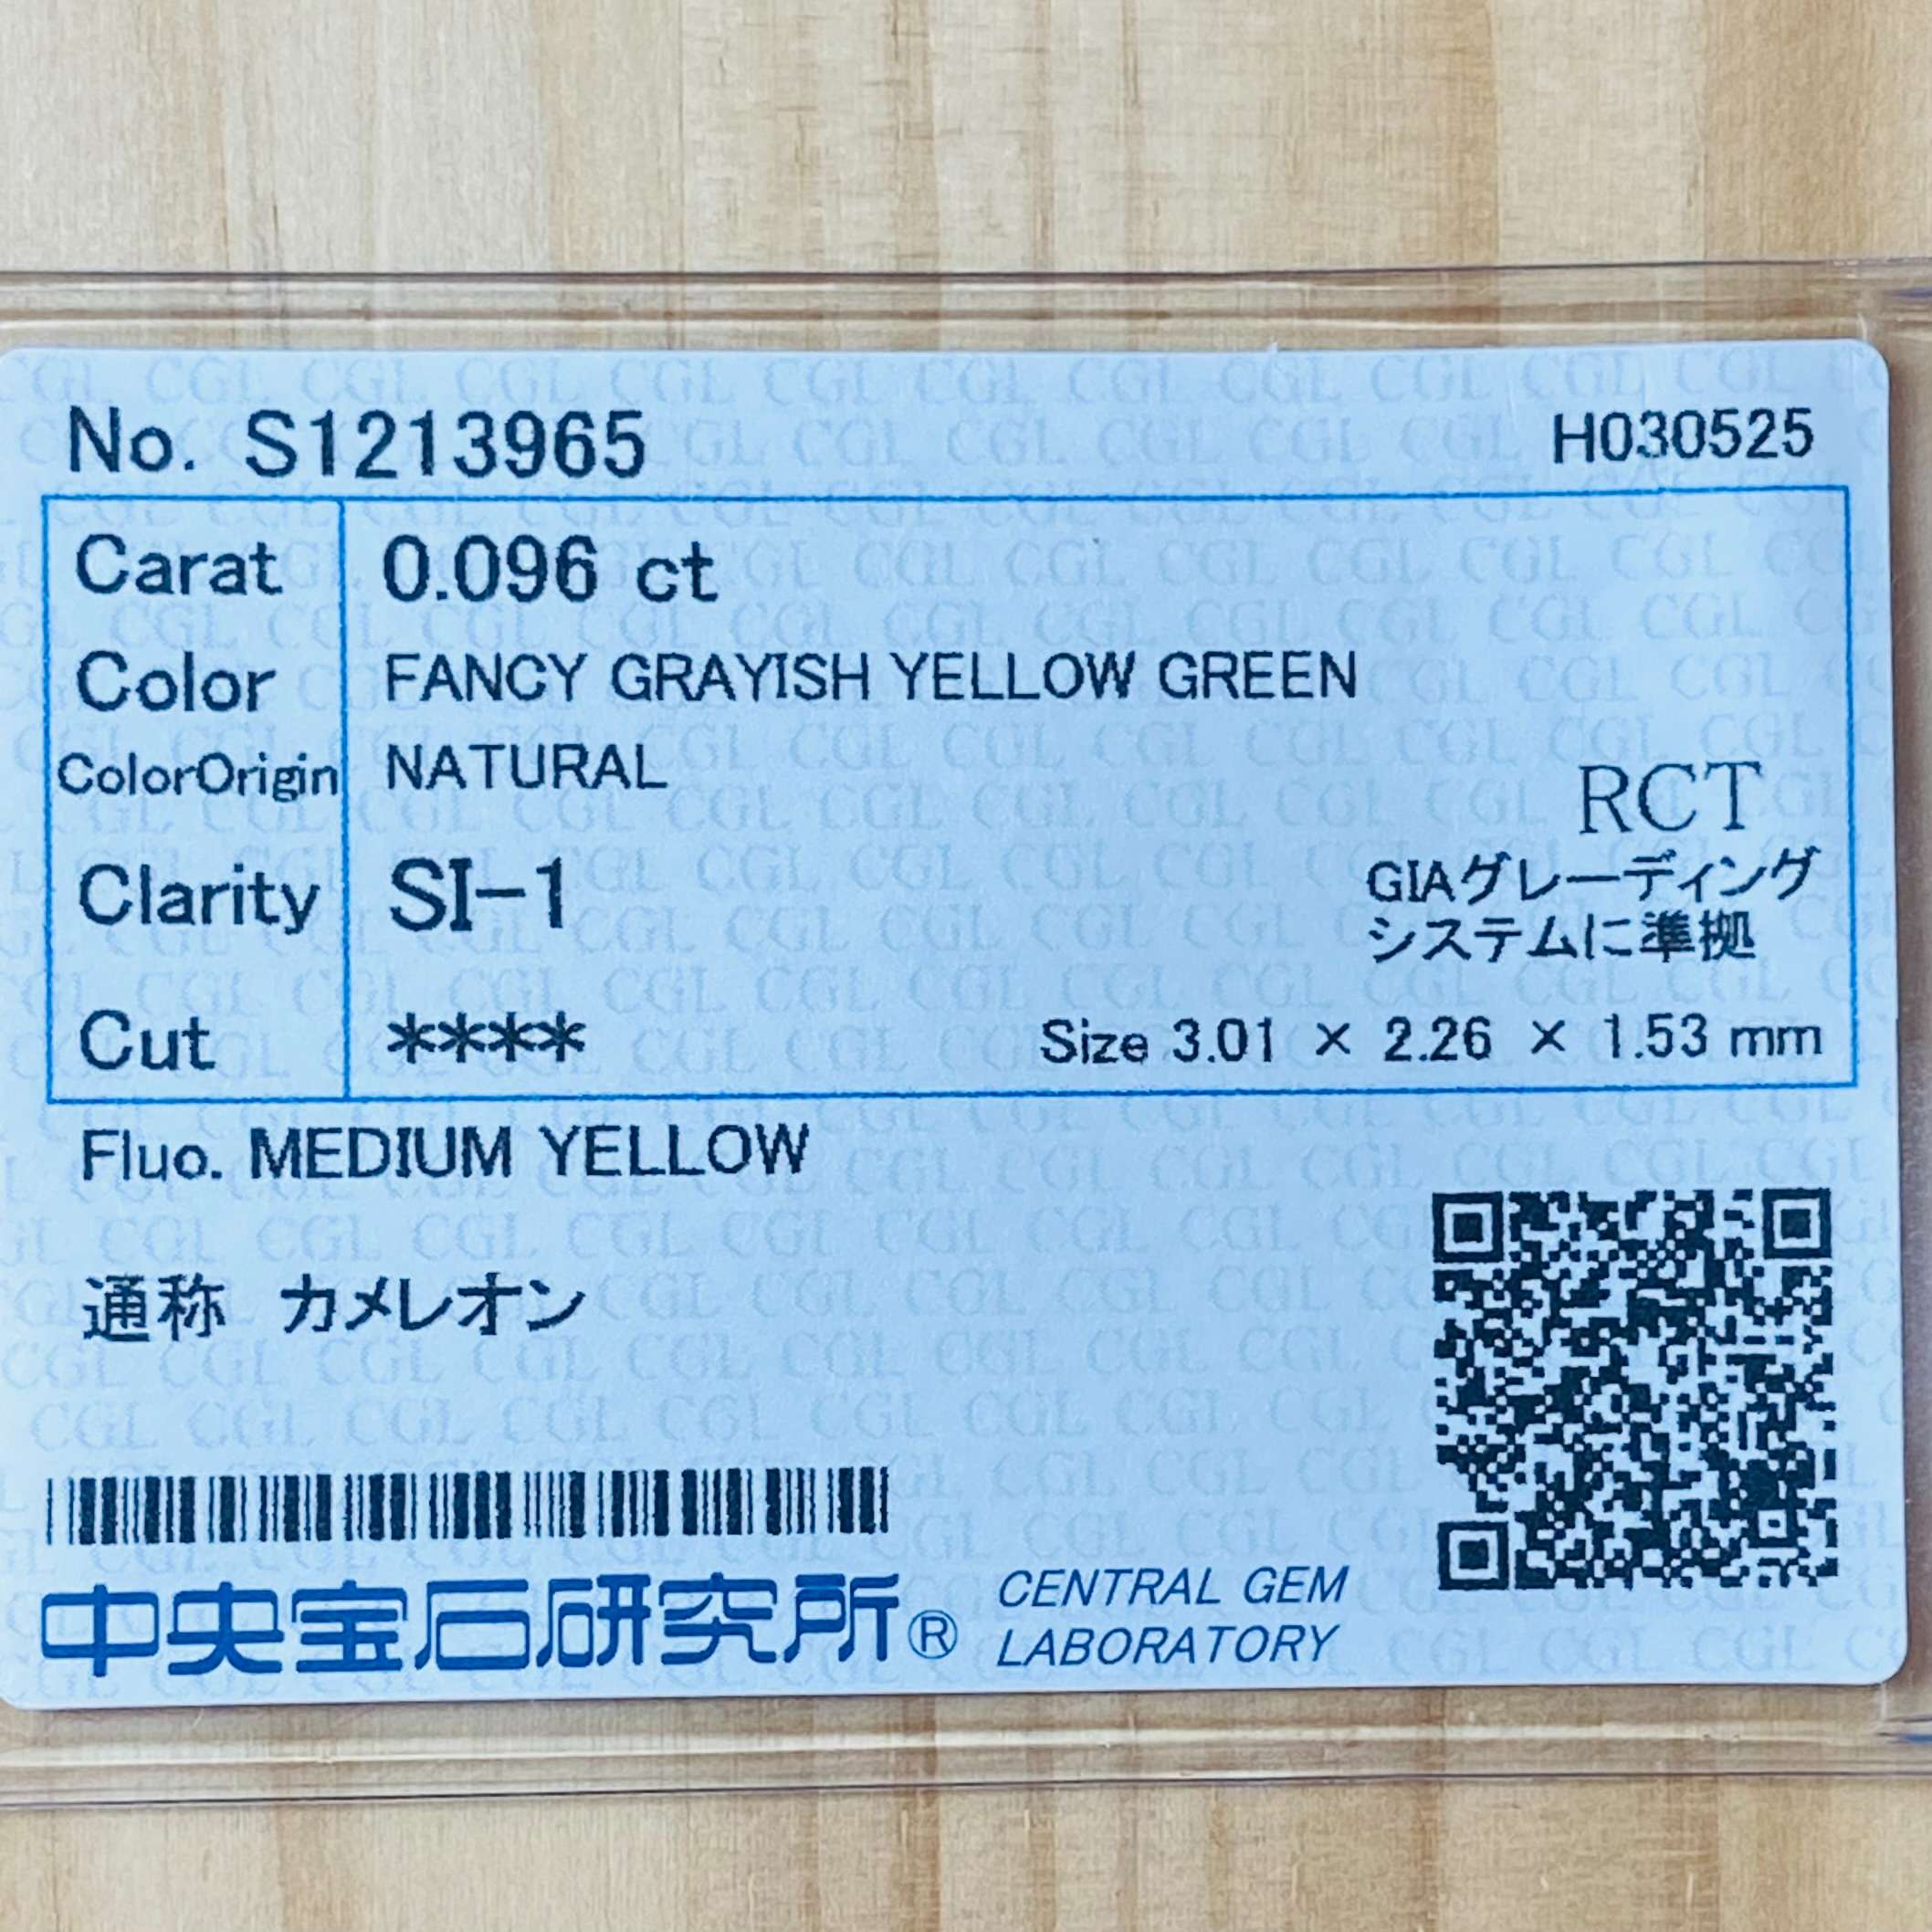 No. S1213965
H030525
Carat 0.096 ct
Color FANCY GRAYISH YELLOW GREEN
ColorOrigin NATURAL
RCT
Clarity SI-1
GIAグレーディング
システムに準拠
Cut ****
Size 3.01 × 2.26 × 1.53 mm
Fluo. MEDIUM YELLOW
通称 カメレオン
中央宝石研究所®
CENTRAL GEM
LABORATORY